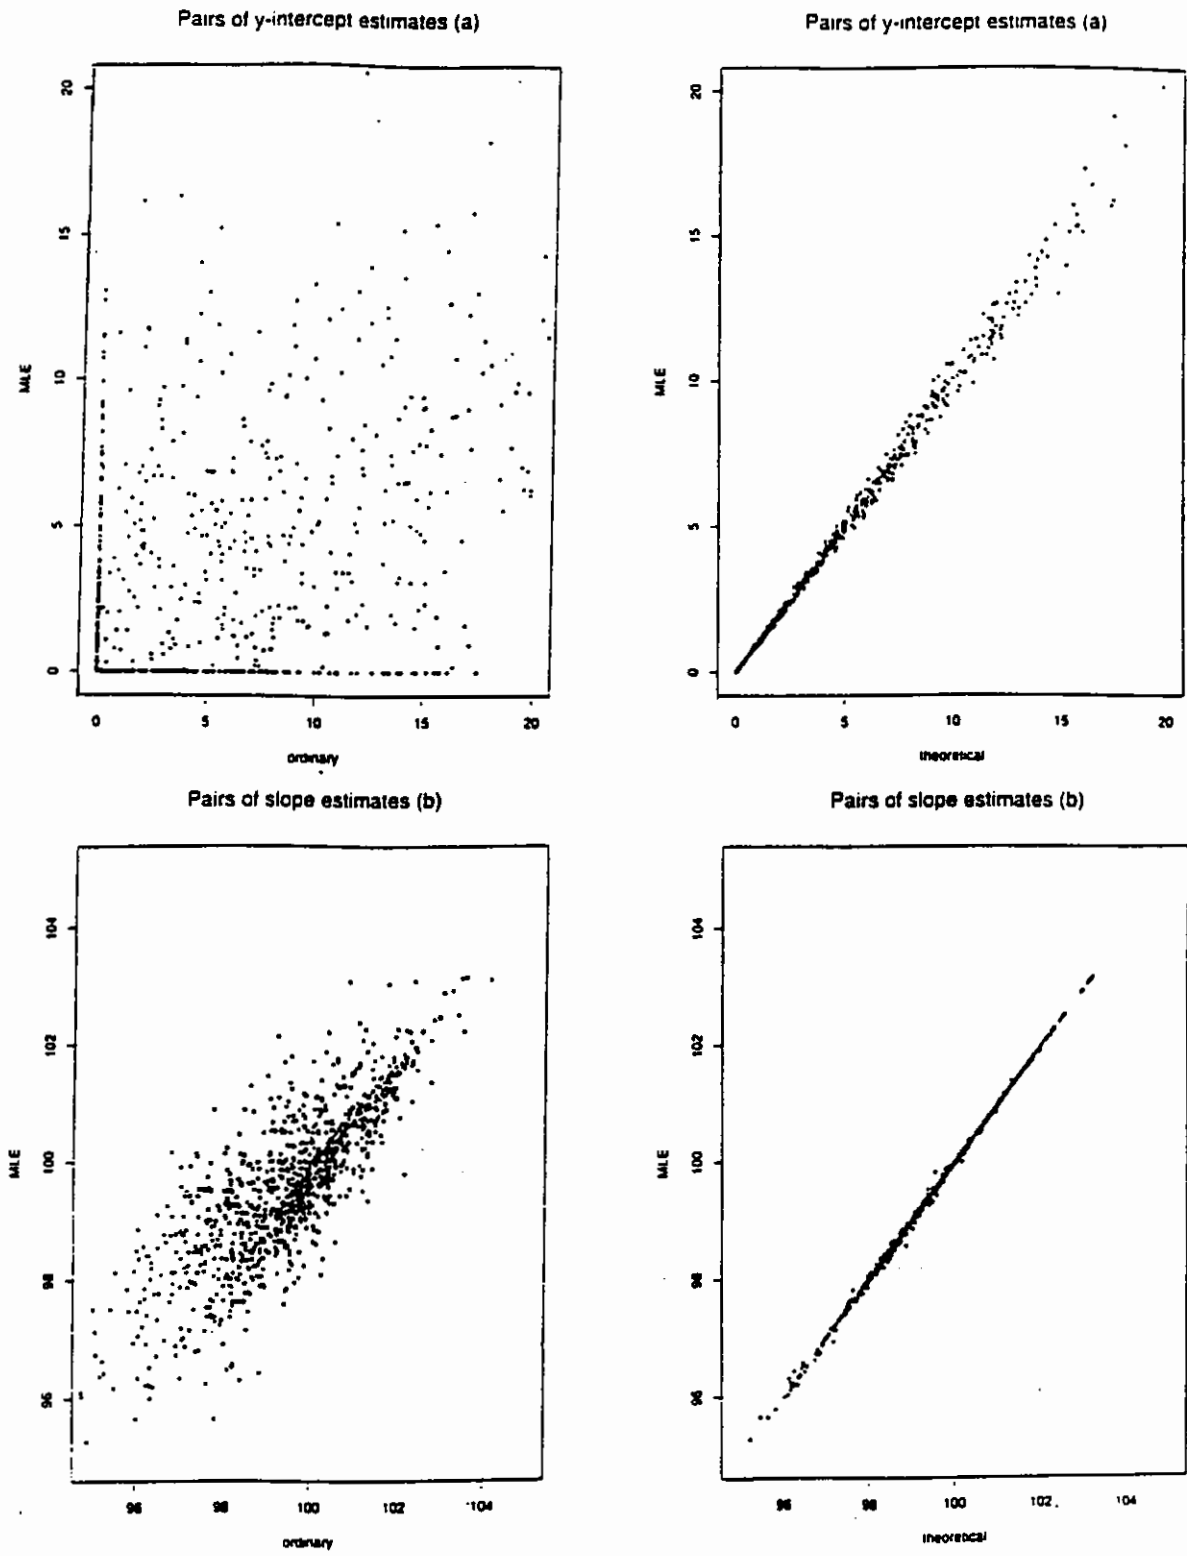 Pairs of y-intercept estimates (a)
20
15
10
5
0
MLE
0 5 10 15 20
ordinary
Pairs of y-intercept estimates (a)
20
15
10
5
0
MLE
0 5 10 15 20
theoretical
Pairs of slope estimates (b)
104
102
100
98
96
MLE
96 98 100 102 104
ordinary
Pairs of slope estimates (b)
104
102
100
98
96
MLE
96 98 100 102 104
theoretical